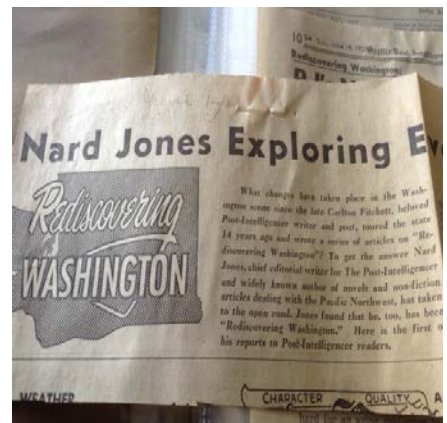 Rediscovering Washington:
Nard Jones Exploring
Rediscovering
WASHINGTON
What changes have taken place in the Wash-
ington scene since the late Carlton Fitchett, beloved
Post-Intelligencer writer and poet, toured the state
14 years ago and wrote a series of articles on "Re-
discovering Washington"? To get the answer Nard
Jones, chief editorial writer for The Post-Intelligencer
and widely known author of novels and non-fiction
articles dealing with the Pacific Northwest, has taken
to the open road. Jones found that he, too, has been
"Rediscovering Washington." Here is the first o
his reports to Post-Intelligencer readers.
WEATHER
CHARACTER
QUALITY